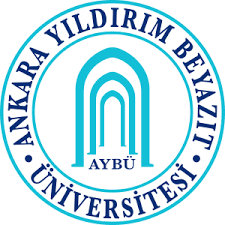 ANKARA YILDIRIM BEYAZIT
AYBÜ
• ÜNİVERSİTESİ •